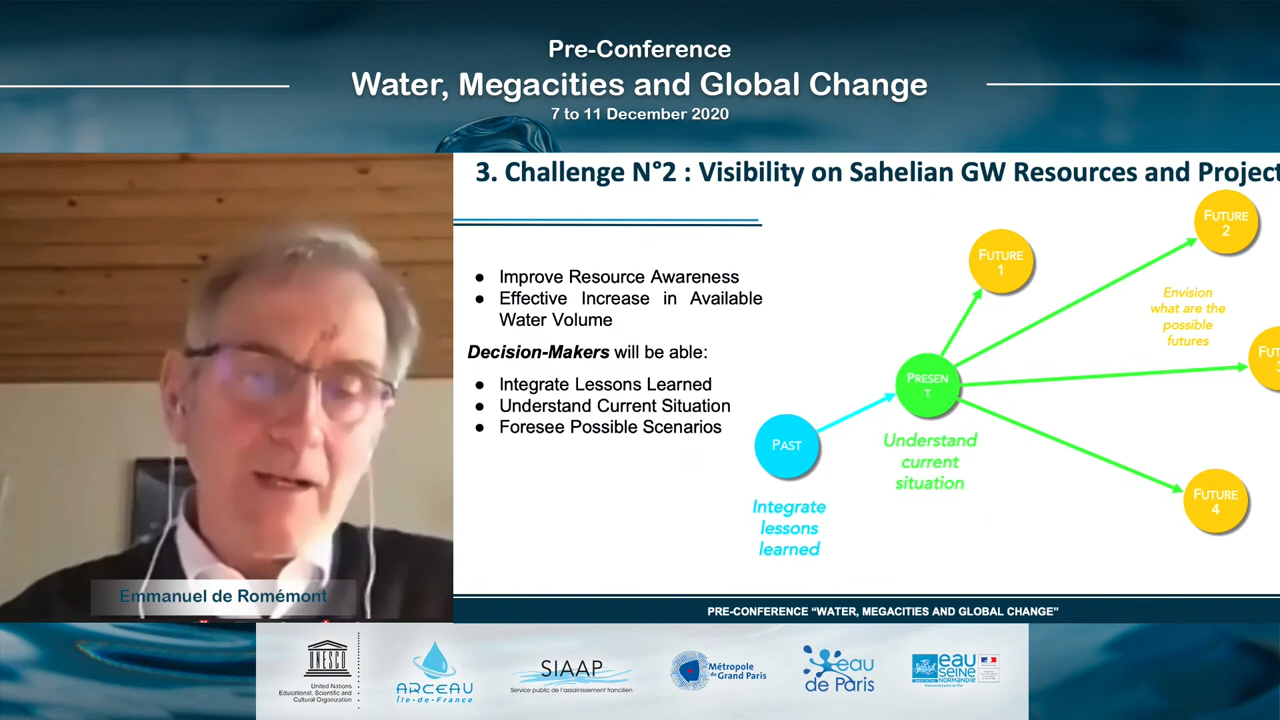 Pre-Conference
Water, Megacities and Global Change
7 to 11 December 2020
3. Challenge N°2 : Visibility on Sahelian GW Resources and Project
● Improve Resource Awareness
● Effective Increase in Available
Water Volume
Decision-Makers will be able:
● Integrate Lessons Learned
● Understand Current Situation
● Foresee Possible Scenarios
PAST
Integrate
lessons
learned
PRESEN
T
Understand
current
situation
FUTURE
1
FUTURE
2
Envision
what are the
possible
futures
FUT
3
FUTURE
4
Emmanuel de Romémont
PRE-CONFERENCE “WATER, MEGACITIES AND GLOBAL CHANGE”
UNESCO
United Nations
Educational, Scientific and
Cultural Organization
ARCEAU
Île-de-France
SIAAP
Service public de l'assainissement francilien
Métropole
du Grand Paris
eau
de Paris
eau
SEINE
NORMANDIE